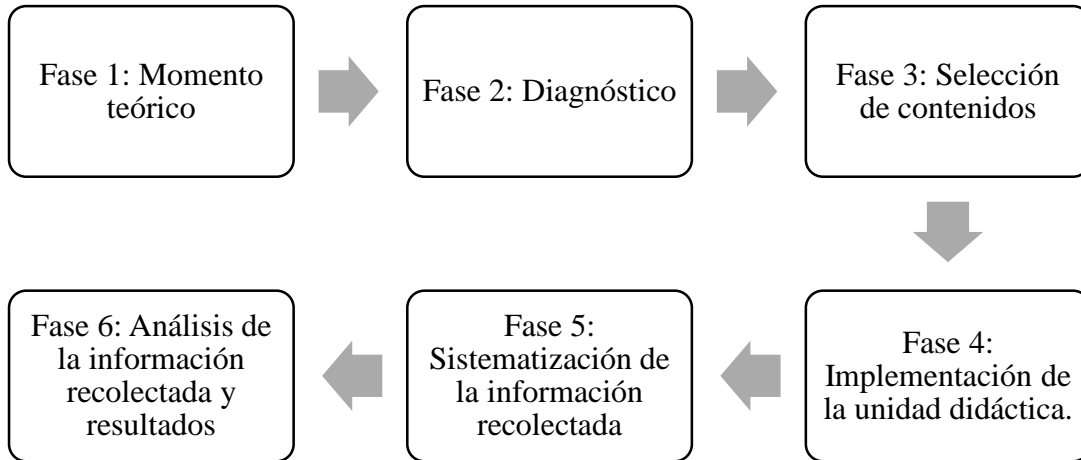 Fase 1: Momento
teórico
Fase 2: Diagnóstico
Fase 3: Selección
de contenidos
Fase 4:
Implementación de
la unidad didáctica.
Fase 5:
Sistematización de
la información
recolectada
Fase 6: Análisis de
la información
recolectada y
resultados